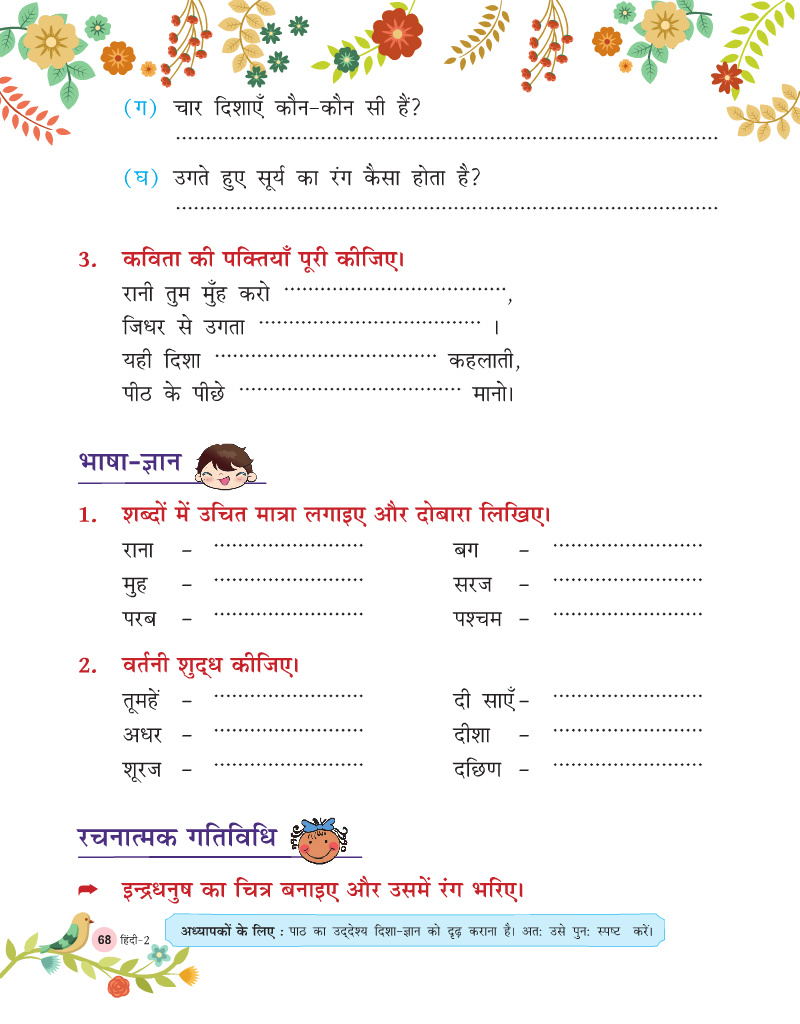 (ग) चार दिशाएँ कौन-कौन सी हैं?
(घ) उगते हुए सूर्य का रंग कैसा होता है?
3. कविता की पक्तियाँ पूरी कीजिए।
रानी तुम मुँह करो ....................................,
जिधर से उगता .................................... ।
यही दिशा .................................... कहलाती,
पीठ के पीछे .................................... मानो।
भाषा-ज्ञान
1. शब्दों में उचित मात्रा लगाइए और दोबारा लिखिए।
राना – ......................... बग – .........................
मुह – ......................... सरज – .........................
परब – ......................... पश्चम – .........................
2. वर्तनी शुद्ध कीजिए।
तूमहें – ......................... दी साएँ – .........................
अधर – ......................... दीशा – .........................
शूरज – ......................... दछिण – .........................
रचनात्मक गतिविधि
➦ इन्द्रधनुष का चित्र बनाइए और उसमें रंग भरिए।
अध्यापकों के लिए : पाठ का उद्देश्य दिशा-ज्ञान को दृढ़ कराना है। अतः उसे पुनः स्पष्ट करें।
68 हिंदी-2